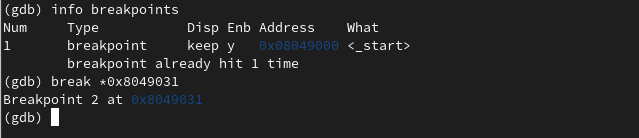 (gdb) info breakpoints
Num     Type           Disp Enb Address    What
1       breakpoint     keep y   0x08049000 <_start>
        breakpoint already hit 1 time
(gdb) break *0x8049031
Breakpoint 2 at 0x8049031
(gdb)